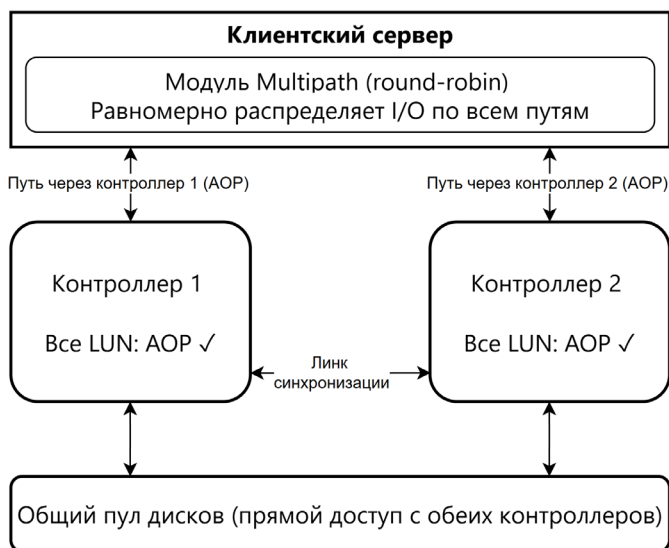 Клиентский сервер
Модуль Multipath (round-robin)
Равномерно распределяет I/O по всем путям
Путь через контроллер 1 (AOP)
Путь через контроллер 2 (AOP)
Контроллер 1
Все LUN: AOP ✓
Контроллер 2
Все LUN: AOP ✓
Линк
синхронизации
Общий пул дисков (прямой доступ с обеих контроллеров)